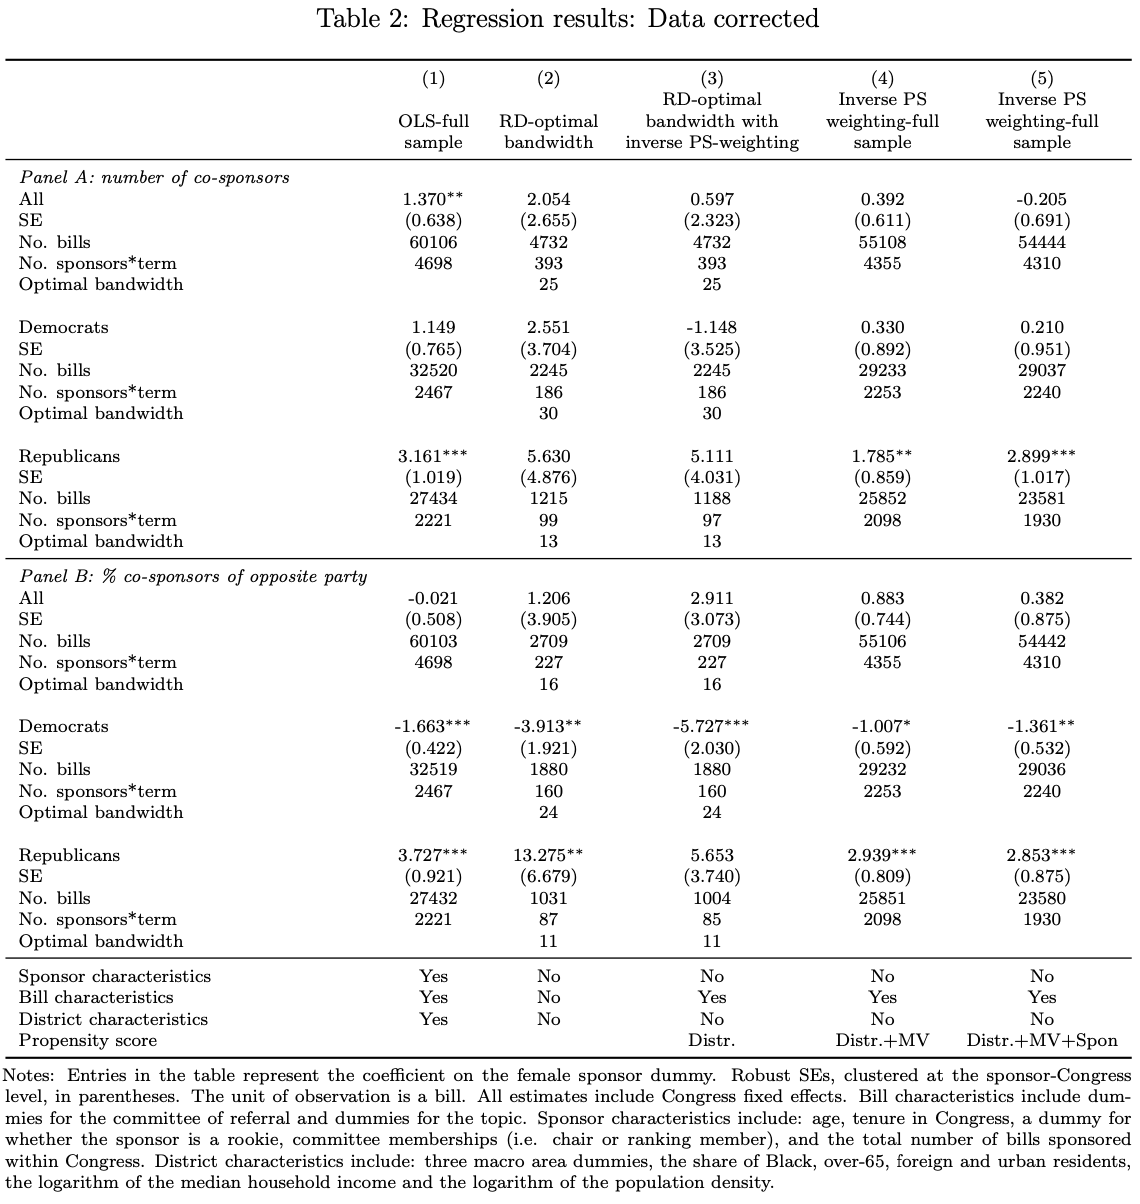 Table 2: Regression results: Data corrected
(1) (2) (3) (4) (5)
RD-optimal Inverse PS Inverse PS
OLS-full RD-optimal bandwidth with weighting-full weighting-full
sample bandwidth inverse PS-weighting sample sample
Panel A: number of co-sponsors
All 1.370** 2.054 0.597 0.392 -0.205
SE (0.638) (2.655) (2.323) (0.611) (0.691)
No. bills 60106 4732 4732 55108 54444
No. sponsors*term 4698 393 393 4355 4310
Optimal bandwidth 25 25
Democrats 1.149 2.551 -1.148 0.330 0.210
SE (0.765) (3.704) (3.525) (0.892) (0.951)
No. bills 32520 2245 2245 29233 29037
No. sponsors*term 2467 186 186 2253 2240
Optimal bandwidth 30 30
Republicans 3.161*** 5.630 5.111 1.785** 2.899***
SE (1.019) (4.876) (4.031) (0.859) (1.017)
No. bills 27434 1215 1188 25852 23581
No. sponsors*term 2221 99 97 2098 1930
Optimal bandwidth 13 13
Panel B: % co-sponsors of opposite party
All -0.021 1.206 2.911 0.883 0.382
SE (0.508) (3.905) (3.073) (0.744) (0.875)
No. bills 60103 2709 2709 55106 54442
No. sponsors*term 4698 227 227 4355 4310
Optimal bandwidth 16 16
Democrats -1.663*** -3.913** -5.727*** -1.007* -1.361**
SE (0.422) (1.921) (2.030) (0.592) (0.532)
No. bills 32519 1880 1880 29232 29036
No. sponsors*term 2467 160 160 2253 2240
Optimal bandwidth 24 24
Republicans 3.727*** 13.275** 5.653 2.939*** 2.853***
SE (0.921) (6.679) (3.740) (0.809) (0.875)
No. bills 27432 1031 1004 25851 23580
No. sponsors*term 2221 87 85 2098 1930
Optimal bandwidth 11 11
Sponsor characteristics Yes No No No No
Bill characteristics Yes No Yes Yes Yes
District characteristics Yes No No No No
Propensity score Distr. Distr.+MV Distr.+MV+Spon
Notes: Entries in the table represent the coefficient on the female sponsor dummy. Robust SEs, clustered at the sponsor-Congress
level, in parentheses. The unit of observation is a bill. All estimates include Congress fixed effects. Bill characteristics include dum-
mies for the committee of referral and dummies for the topic. Sponsor characteristics include: age, tenure in Congress, a dummy for
whether the sponsor is a rookie, committee memberships (i.e. chair or ranking member), and the total number of bills sponsored
within Congress. District characteristics include: three macro area dummies, the share of Black, over-65, foreign and urban residents,
the logarithm of the median household income and the logarithm of the population density.